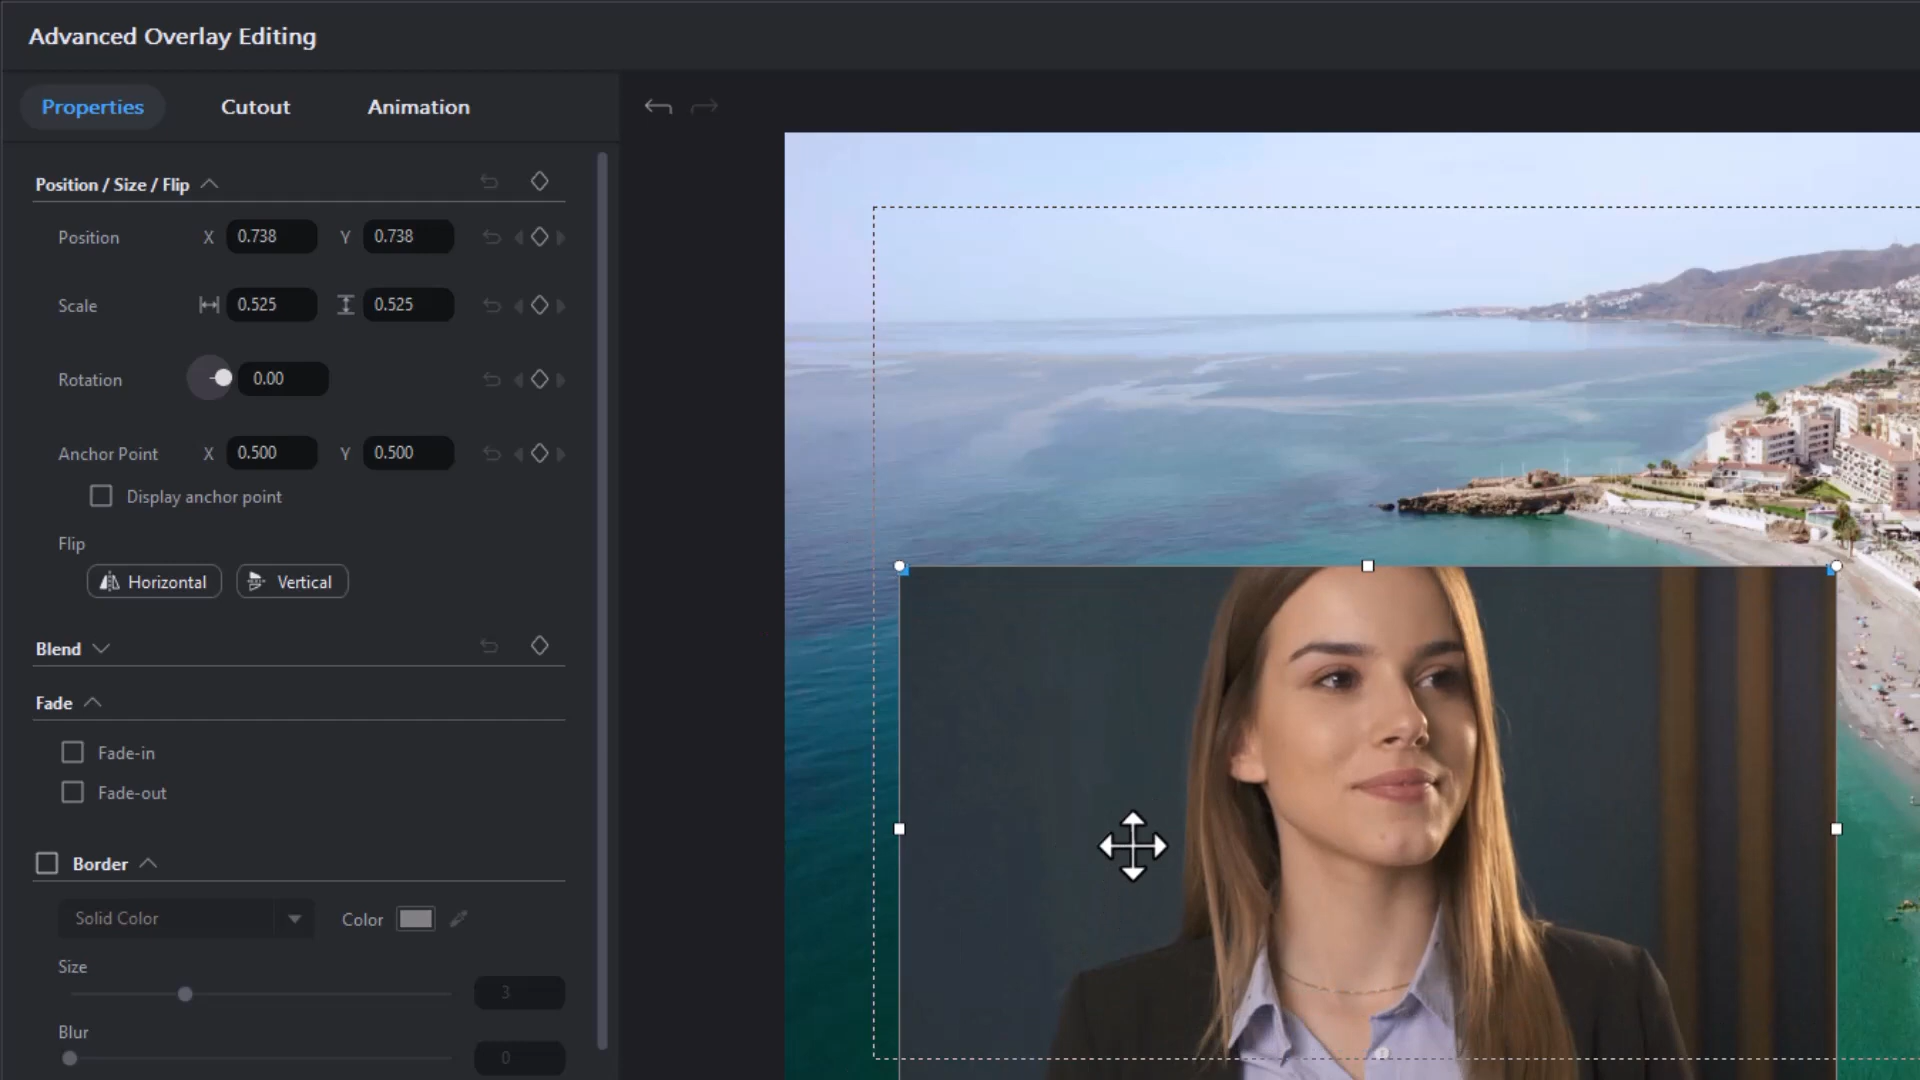 Advanced Overlay Editing
Properties Cutout Animation
Position / Size / Flip
Position X 0.738 Y 0.738
Scale 0.525 0.525
Rotation 0.00
Anchor Point X 0.500 Y 0.500
Display anchor point
Flip
Horizontal Vertical
Blend
Fade
Fade-in
Fade-out
Border
Solid Color Color
Size
3
Blur
0